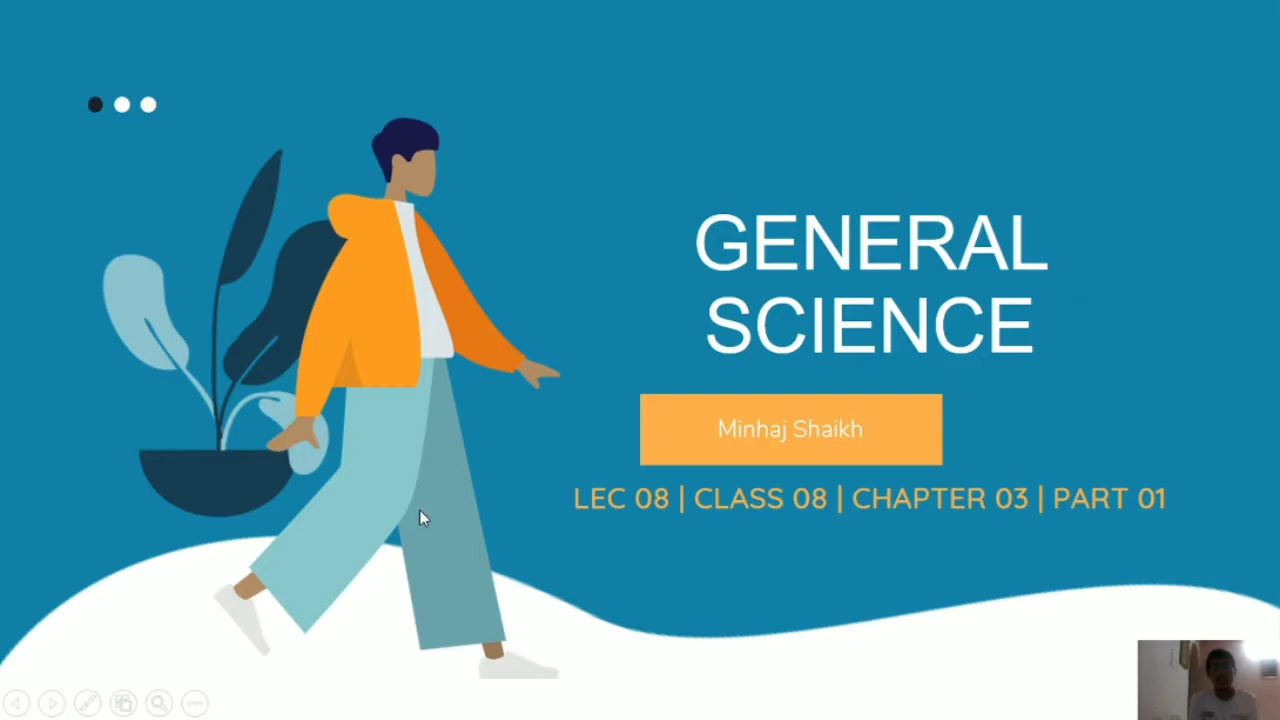 GENERAL
SCIENCE
Minhaj Shaikh
LEC 08 | CLASS 08 | CHAPTER 03 | PART 01